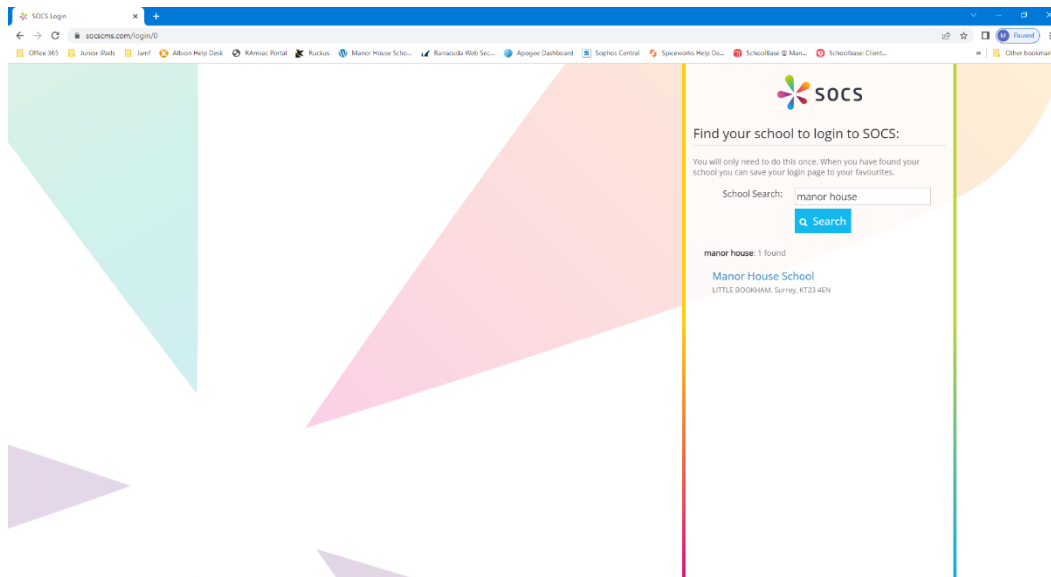 SOCS Login
socscms.com/login/0
Paused
Office 365 Junior iPads Jamf Albion Help Desk RAmsac Portal Ruckus Manor House Scho... Barracuda Web Sec... Apogee Dashboard Sophos Central Spiceworks Help De... SchoolBase @ Man... Schoolbase: Client... » Other bookmar
SOCS
Find your school to login to SOCS:
You will only need to do this once. When you have found your
school you can save your login page to your favourites.
School Search: manor house
Search
manor house: 1 found
Manor House School
LITTLE BOOKHAM, Surrey, KT23 4EN